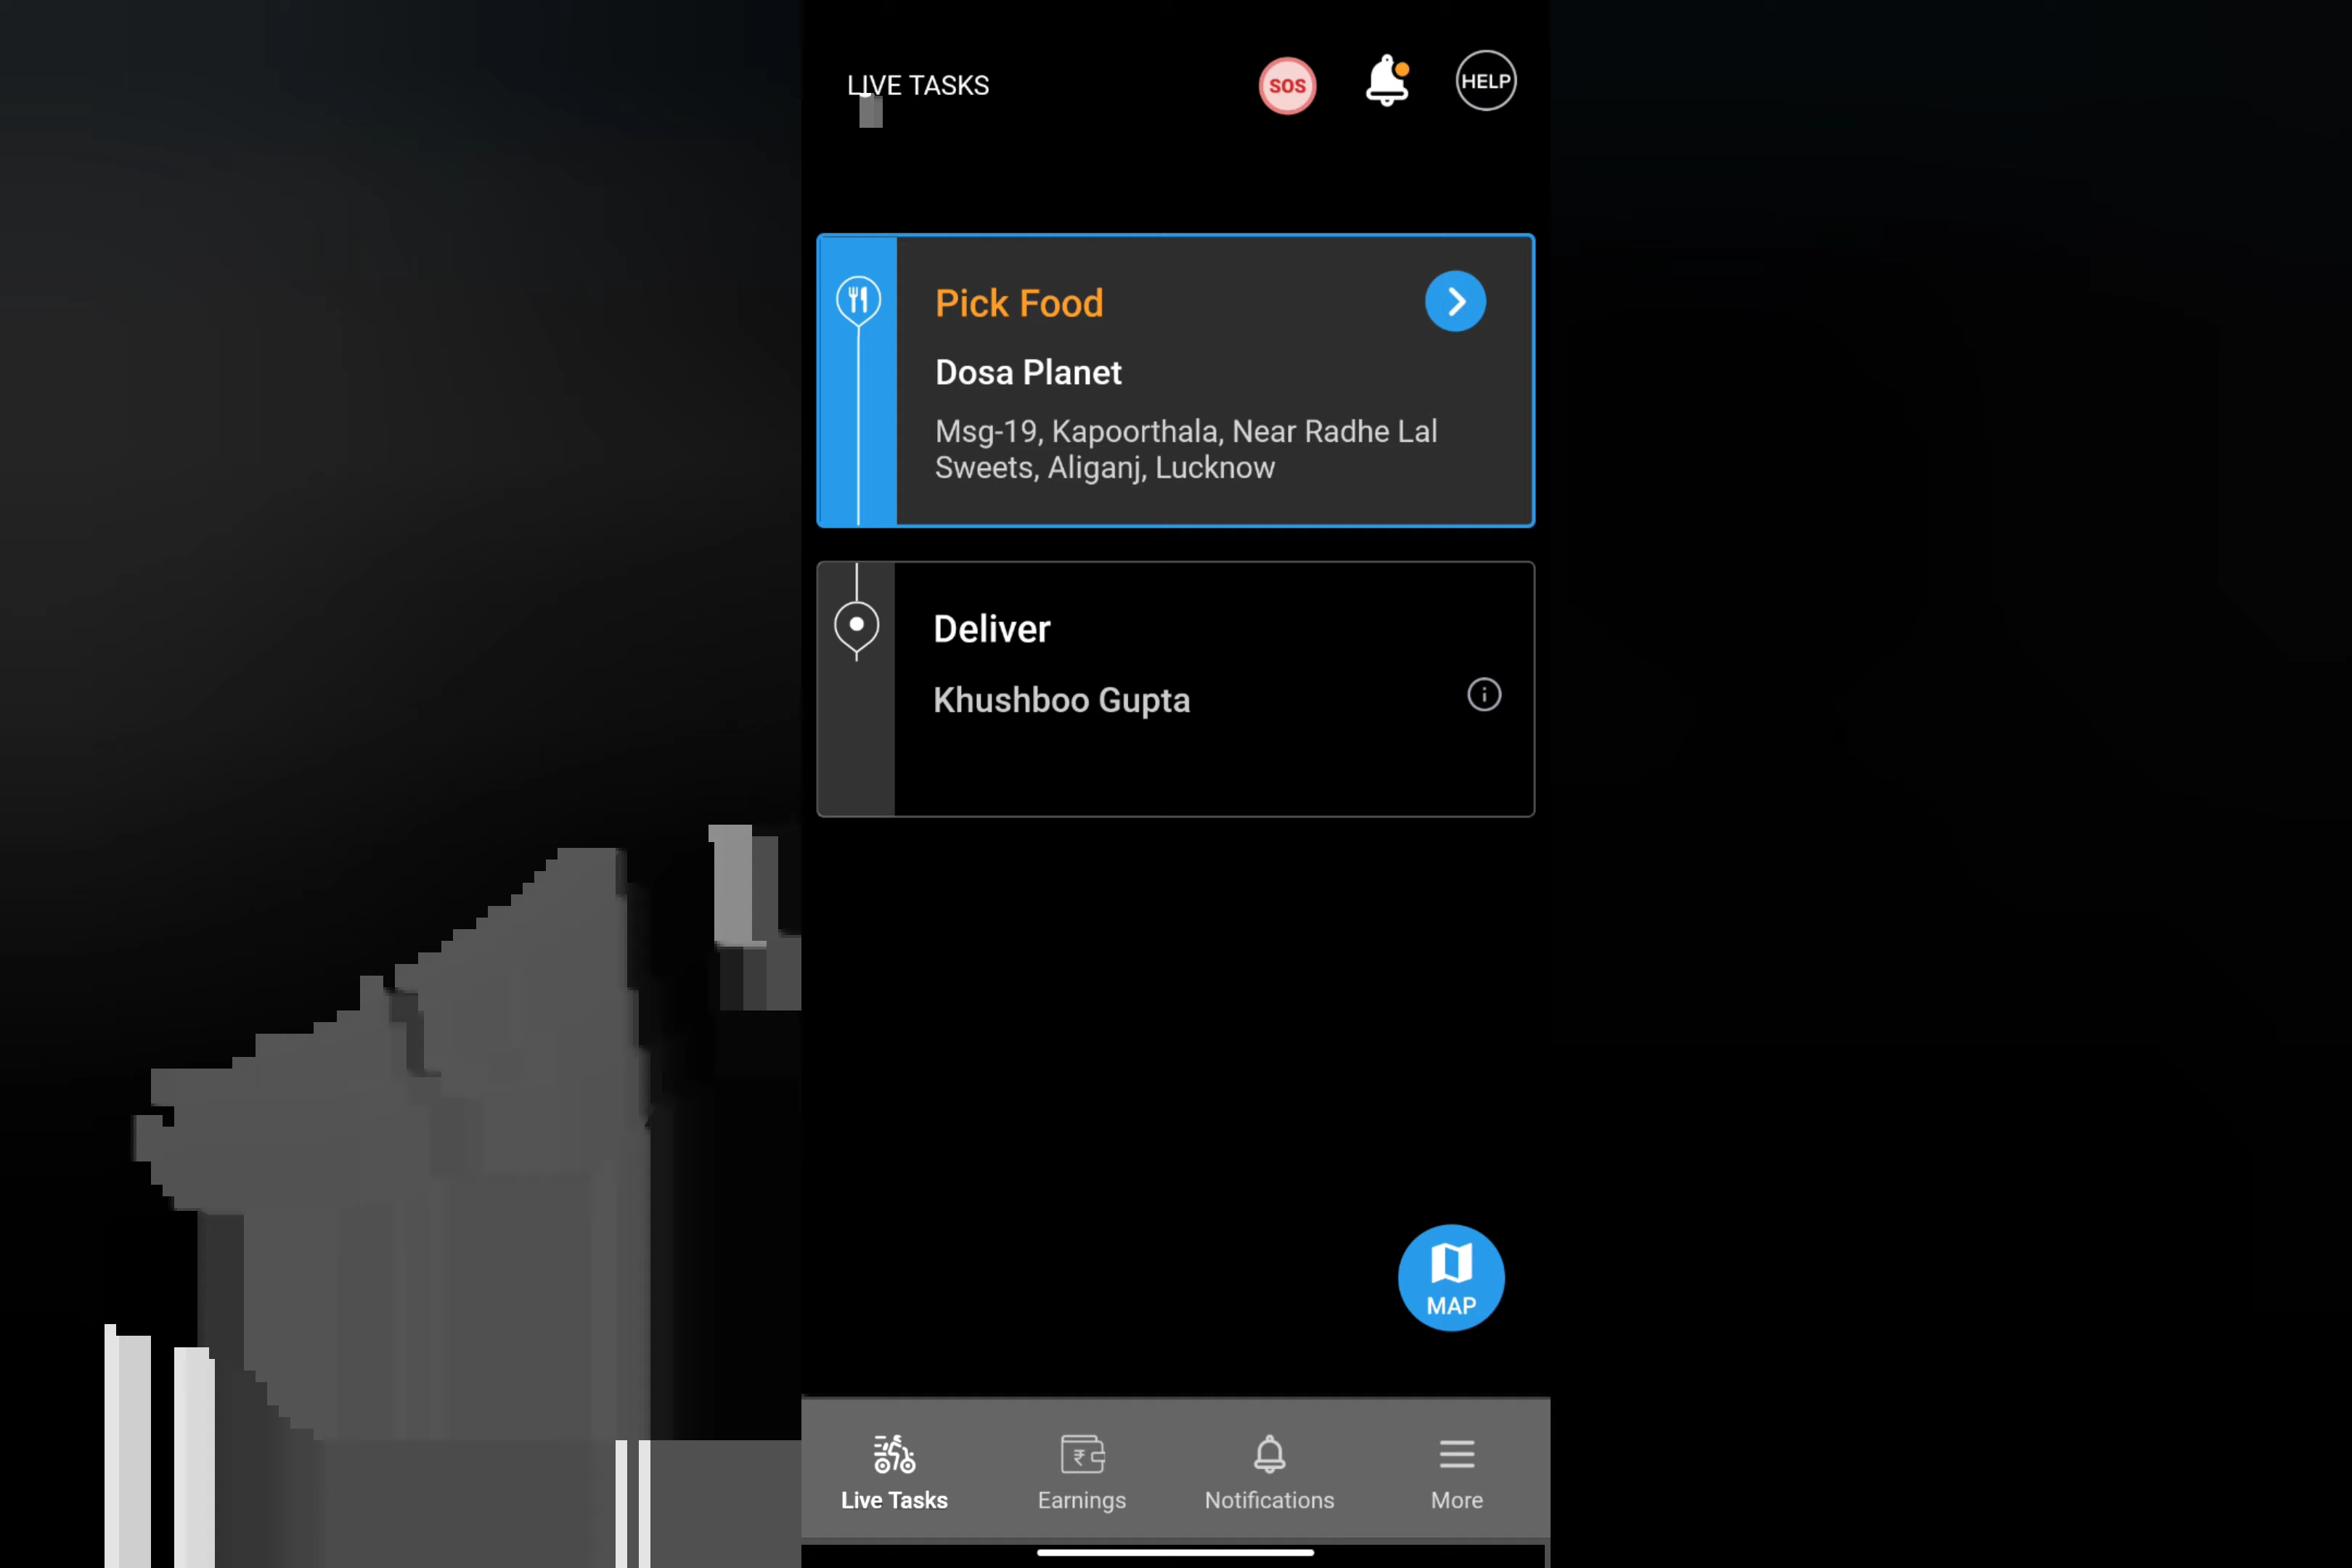 LIVE TASKS
SOS
HELP
Pick Food
Dosa Planet
Msg-19, Kapoorthala, Near Radhe Lal
Sweets, Aliganj, Lucknow
Deliver
Khushboo Gupta
MAP
Live Tasks
Earnings
Notifications
More